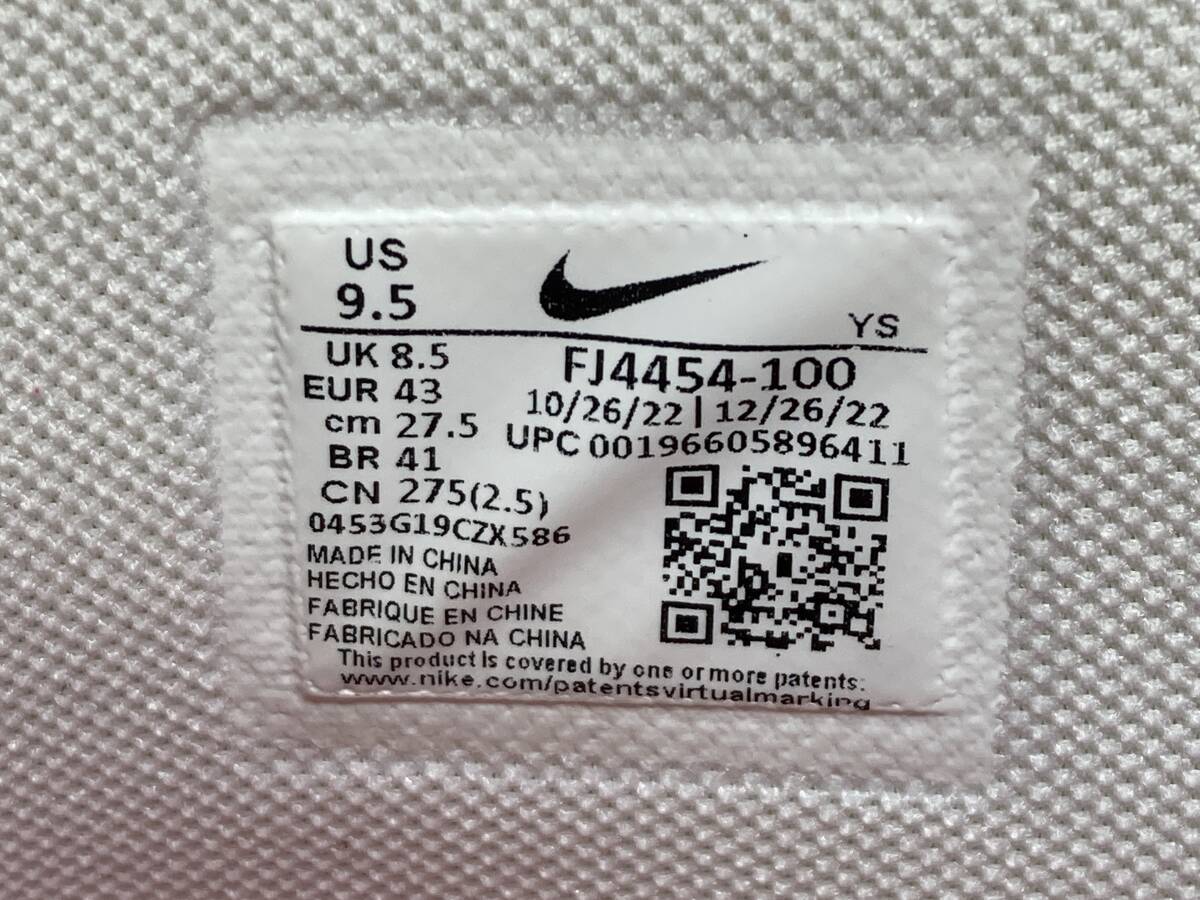 US
9.5
YS
UK 8.5
EUR 43
cm 27.5
BR 41
CN 275(2.5)
FJ4454-100
10/26/22 | 12/26/22
UPC 00196605896411
0453G19CZX586
MADE IN CHINA
HECHO EN CHINA
FABRIQUE EN CHINE
FABRICADO NA CHINA
This product is covered by one or more patents:
www.nike.com/patentsvirtualmarking